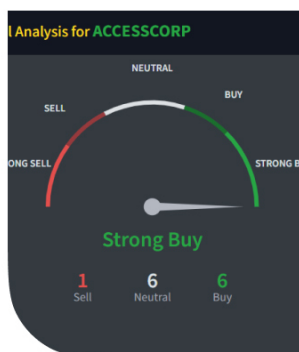 l Analysis for ACCESSCORP
NEUTRAL
SELL
BUY
ONG SELL
STRONG B
Strong Buy
1 6 6
Sell Neutral Buy